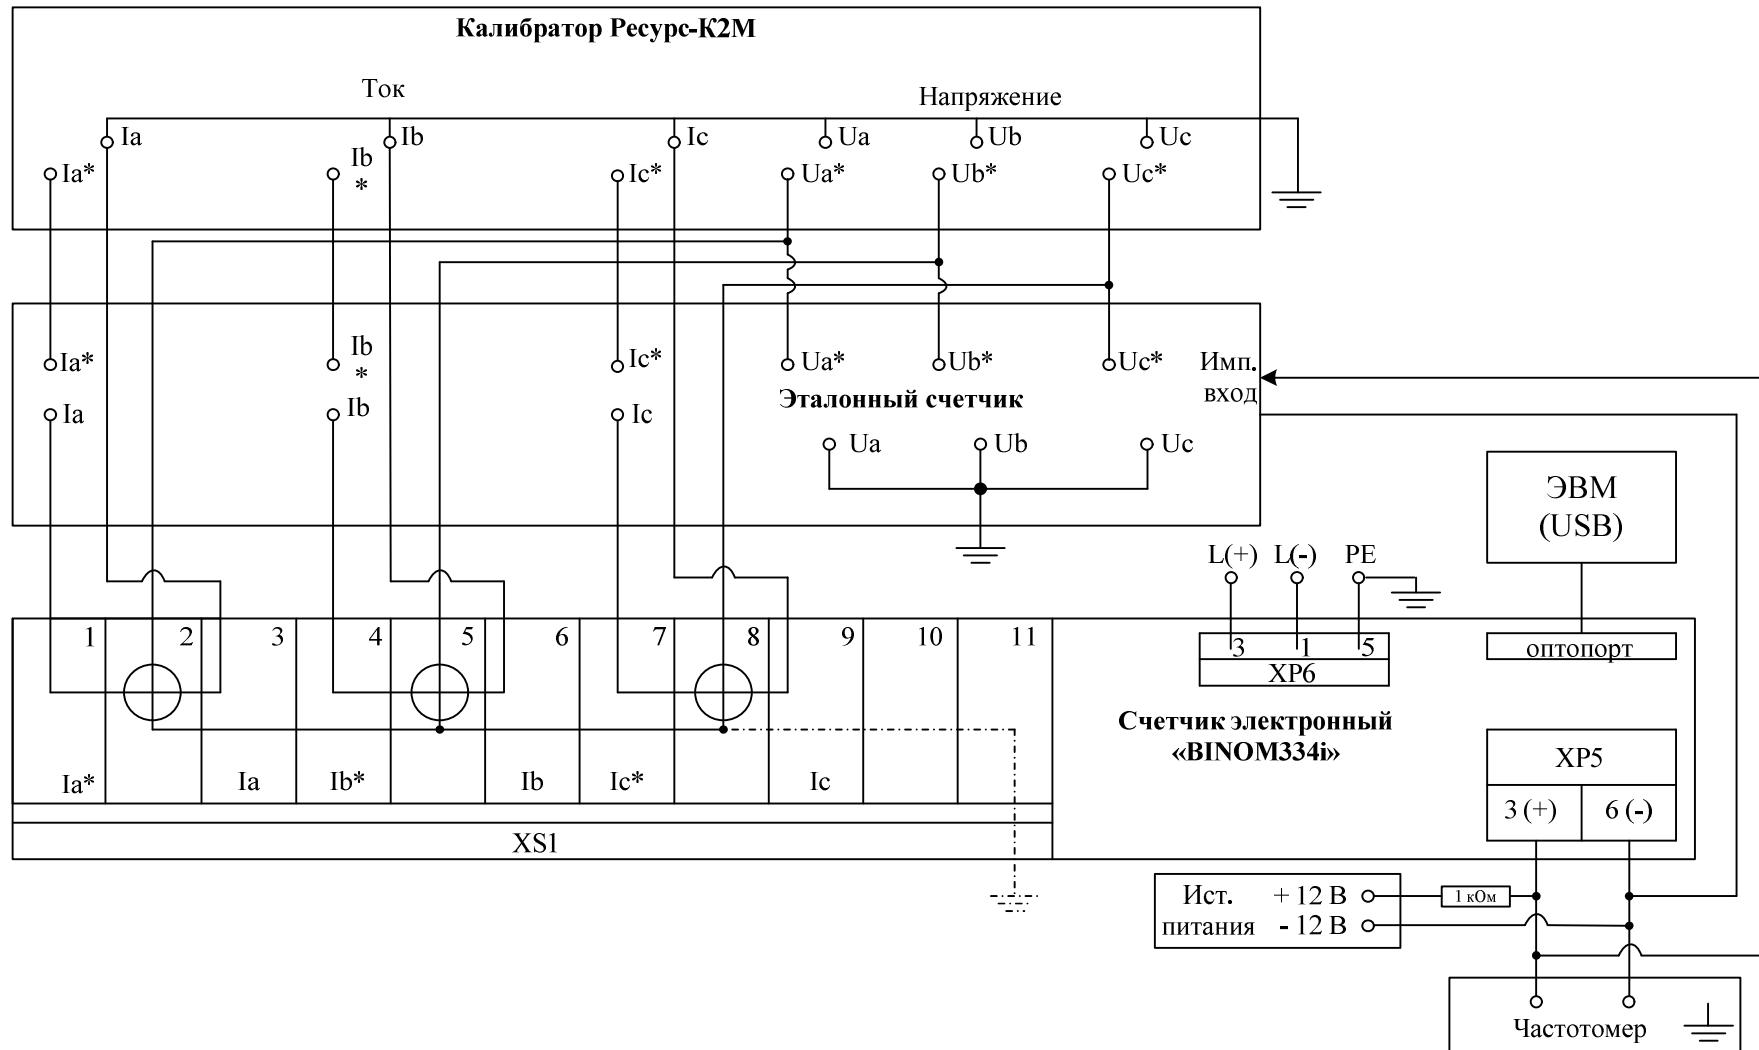 Калибратор Ресурс-К2М
Ток
Напряжение
Ia Ib Ic Ua Ub Uc
Ia* Ib
* Ic* Ua* Ub* Uc*
Ia* Ib
* Ic* Ua* Ub* Uc* Имп.
вход
Эталонный счетчик
Ia Ib Ic
Ua Ub Uc
ЭВМ
(USB)
L(+) L(-) PE
1 2 3 4 5 6 7 8 9 10 11
3 1 5
XP6
оптопорт
Счетчик электронный
«BINOM334i»
XP5
3 (+) 6 (-)
Ia* Ia Ib* Ib Ic* Ic
XS1
Ист. + 12 В
питания - 12 В
1 кОм
Частотомер